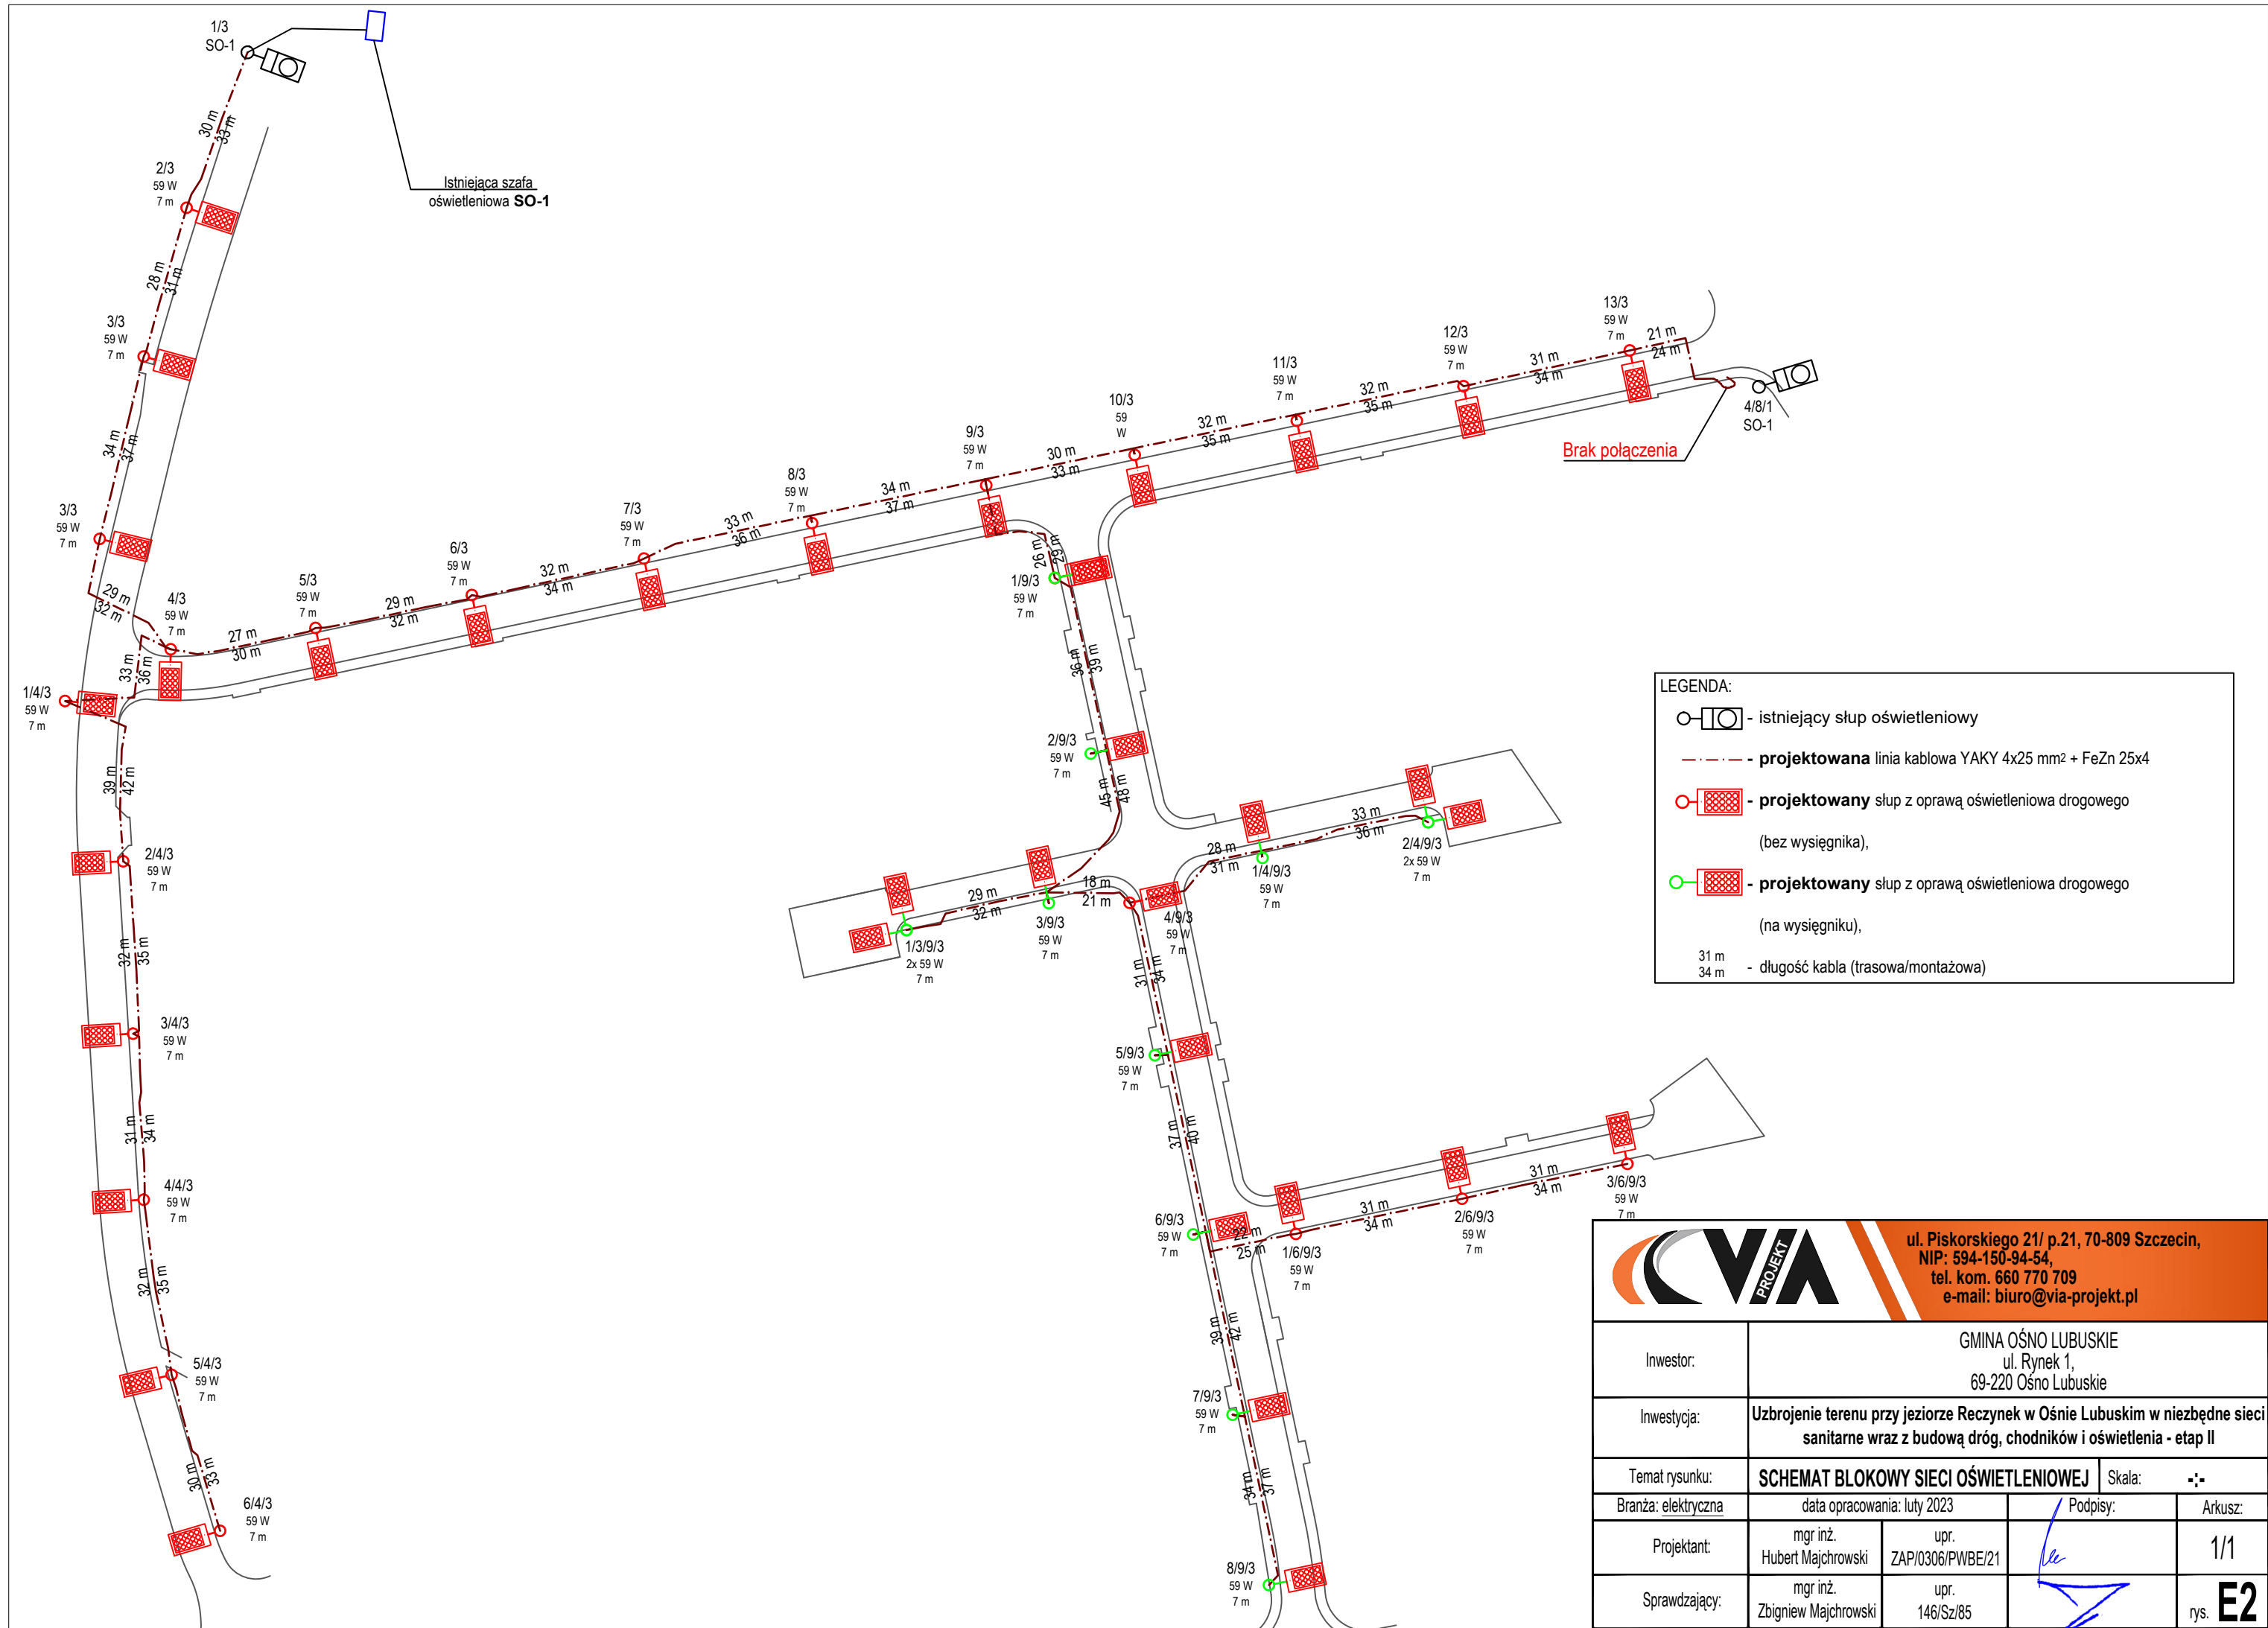 1/3
SO-1
30 m
33 m
2/3
59 W
7 m
Istniejąca szafa
oświetleniowa SO-1
28 m
31 m
3/3
59 W
7 m
34 m
37 m
3/3
59 W
7 m
29 m
32 m
4/3
59 W
7 m
27 m
30 m
5/3
59 W
7 m
29 m
32 m
6/3
59 W
7 m
32 m
34 m
7/3
59 W
7 m
33 m
36 m
8/3
59 W
7 m
34 m
37 m
9/3
59 W
7 m
30 m
33 m
10/3
59
W
32 m
35 m
11/3
59 W
7 m
32 m
35 m
12/3
59 W
7 m
31 m
34 m
13/3
59 W
7 m
21 m
24 m
4/8/1
SO-1
Brak połączenia
33 m
36 m
1/4/3
59 W
7 m
39 m
42 m
2/4/3
59 W
7 m
32 m
35 m
3/4/3
59 W
7 m
31 m
34 m
4/4/3
59 W
7 m
32 m
35 m
5/4/3
59 W
7 m
30 m
33 m
6/4/3
59 W
7 m
26 m
29 m
1/9/3
59 W
7 m
36 m
39 m
2/9/3
59 W
7 m
45 m
48 m
29 m
32 m
1/3/9/3
2x 59 W
7 m
3/9/3
59 W
7 m
18 m
21 m
4/9/3
59 W
7 m
28 m
31 m
1/4/9/3
59 W
7 m
33 m
36 m
2/4/9/3
2x 59 W
7 m
31 m
34 m
5/9/3
59 W
7 m
37 m
40 m
6/9/3
59 W
7 m
22 m
25 m
1/6/9/3
59 W
7 m
31 m
34 m
2/6/9/3
59 W
7 m
31 m
34 m
3/6/9/3
59 W
7 m
39 m
42 m
7/9/3
59 W
7 m
34 m
37 m
8/9/3
59 W
7 m
LEGENDA:
- istniejący słup oświetleniowy
- projektowana linia kablowa YAKY 4x25 mm² + FeZn 25x4
- projektowany słup z oprawą oświetleniowa drogowego
(bez wysięgnika),
- projektowany słup z oprawą oświetleniowa drogowego
(na wysięgniku),
31 m
34 m
- długość kabla (trasowa/montażowa)
VIA PROJEKT
ul. Piskorskiego 21/ p.21, 70-809 Szczecin,
NIP: 594-150-94-54,
tel. kom. 660 770 709
e-mail: biuro@via-projekt.pl
Inwestor:
GMINA OŚNO LUBUSKIE
ul. Rynek 1,
69-220 Ośno Lubuskie
Inwestycja:
Uzbrojenie terenu przy jeziorze Reczynek w Ośnie Lubuskim w niezbędne sieci
sanitarne wraz z budową dróg, chodników i oświetlenia - etap II
Temat rysunku:
SCHEMAT BLOKOWY SIECI OŚWIETLENIOWEJ
Skala:
-:-
Branża: elektryczna
data opracowania: luty 2023
Podpisy:
Arkusz:
Projektant:
mgr inż.
Hubert Majchrowski
upr.
ZAP/0306/PWBE/21
1/1
Sprawdzający:
mgr inż.
Zbigniew Majchrowski
upr.
146/Sz/85
rys. E2